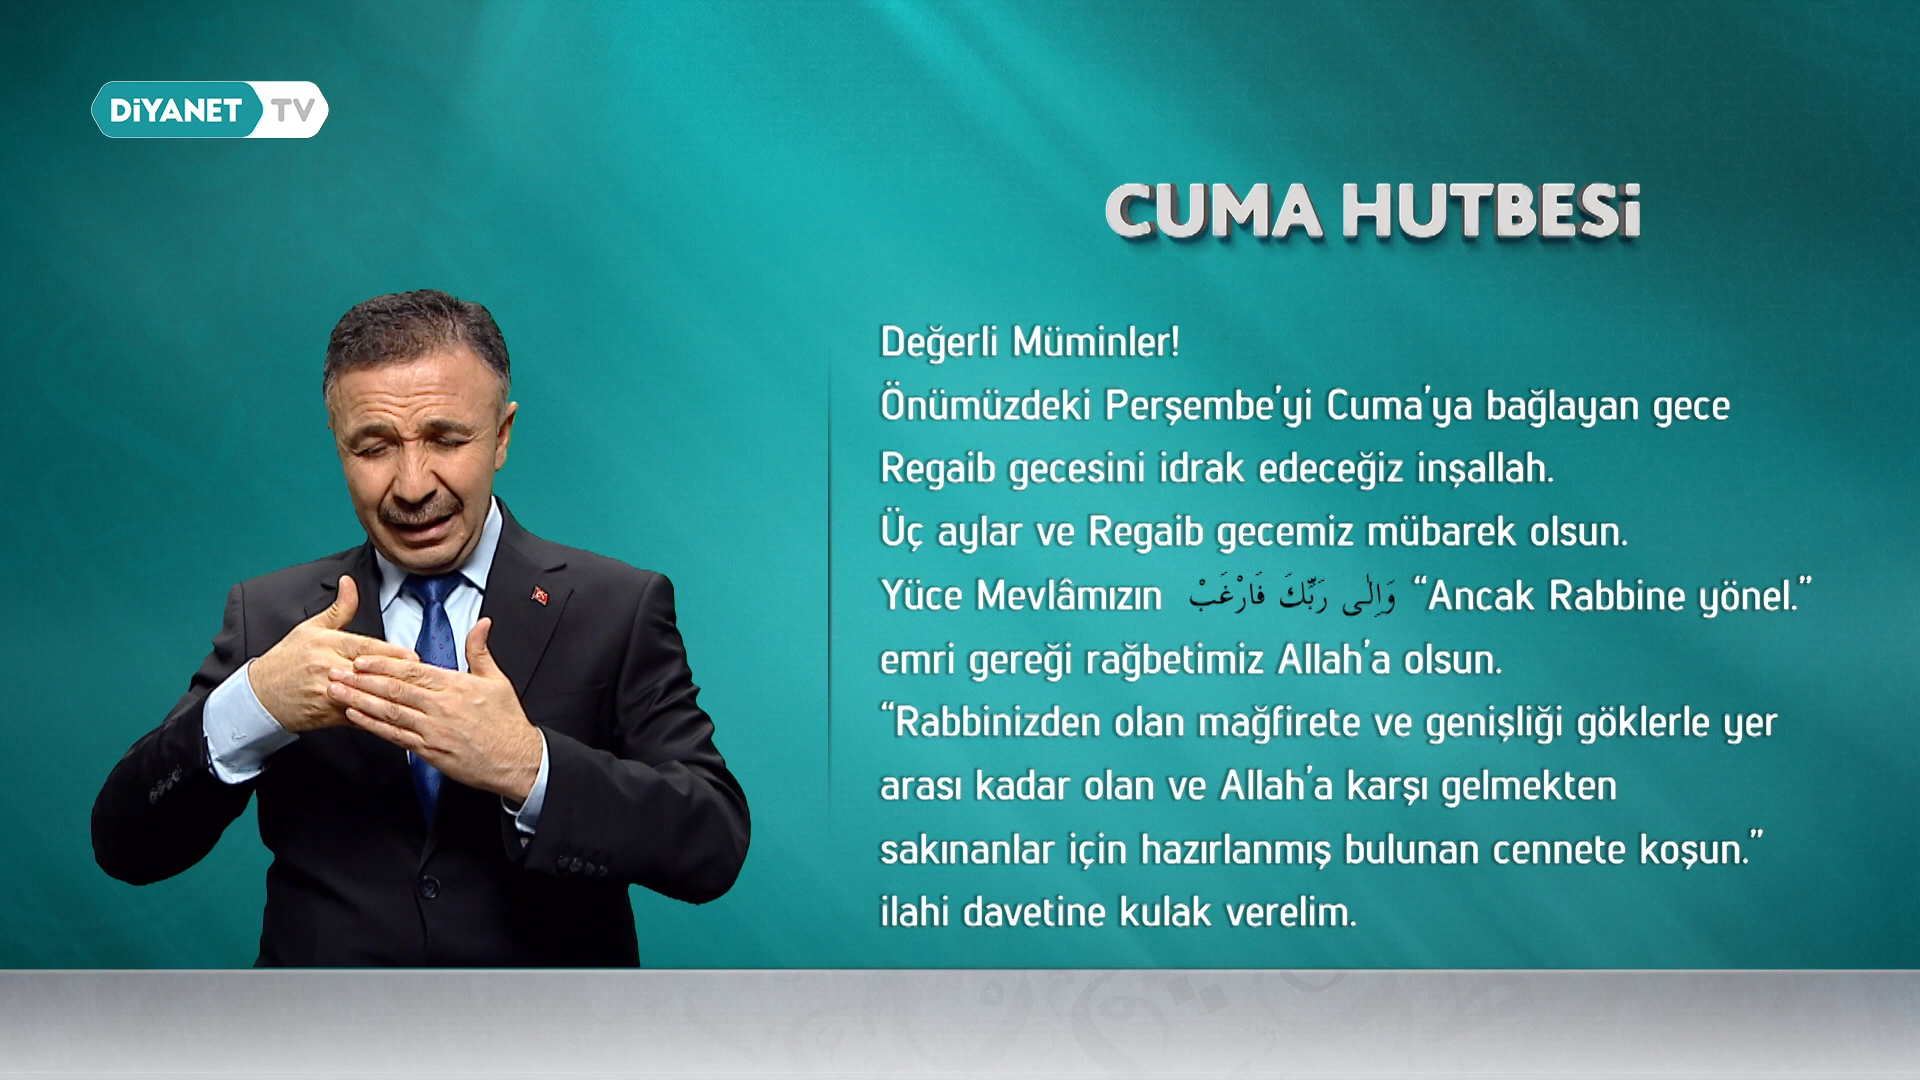 DiYANET TV
CUMA HUTBESi
Değerli Müminler!
Önümüzdeki Perşembe'yi Cuma'ya bağlayan gece
Regaib gecesini idrak edeceğiz inşallah.
Üç aylar ve Regaib gecemiz mübarek olsun.
Yüce Mevlâmızın وَاِلٰى رَبِّكَ فَارْغَبْ “Ancak Rabbine yönel.”
emri gereği rağbetimiz Allah'a olsun.
“Rabbinizden olan mağfirete ve genişliği göklerle yer
arası kadar olan ve Allah'a karşı gelmekten
sakınanlar için hazırlanmış bulunan cennete koşun.”
ilahi davetine kulak verelim.